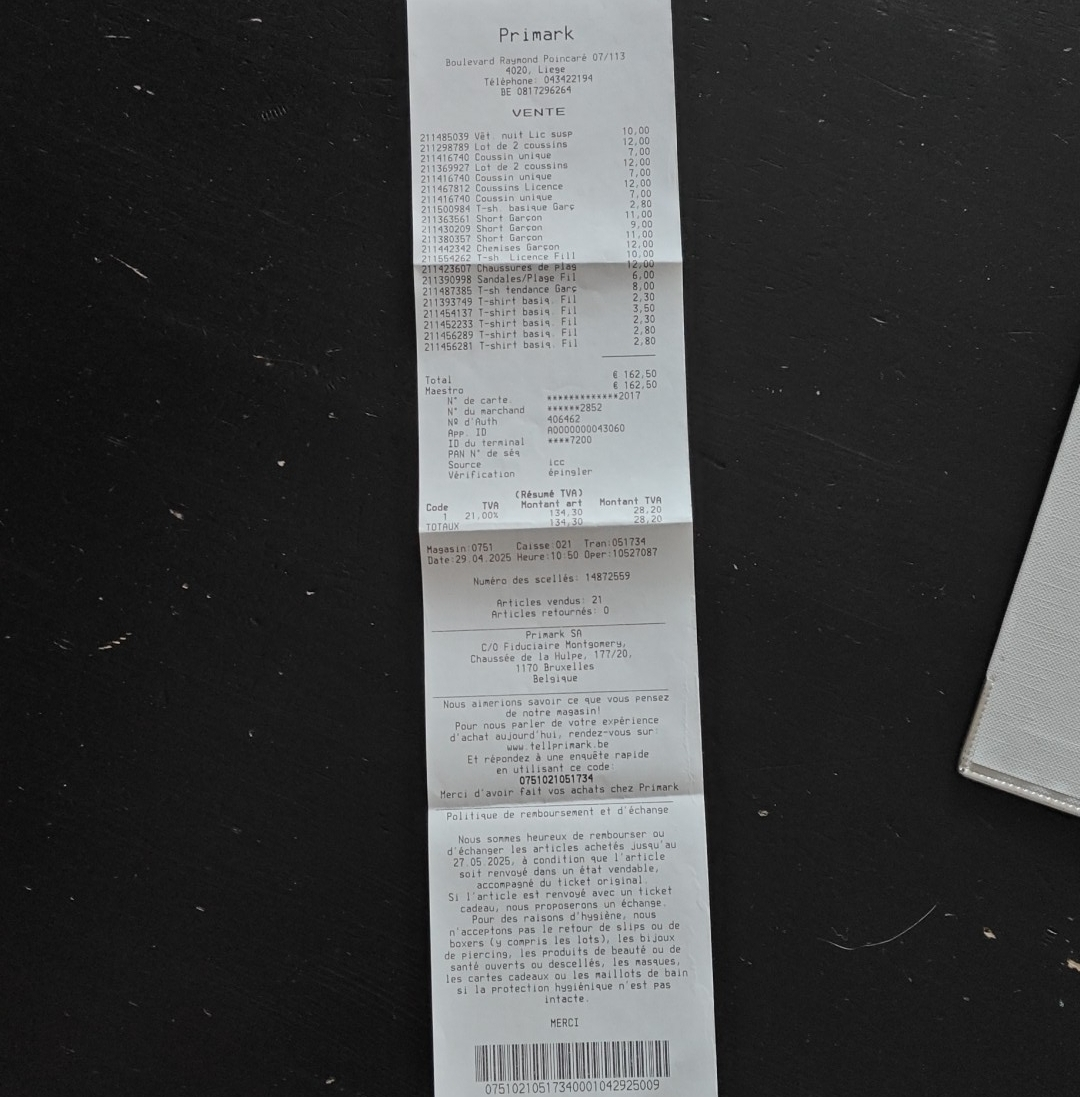 Primark
Boulevard Raymond Poincaré 07/113
4020, Liege
Téléphone: 043422194
BE 0817296264
VENTE
211485039 Vêt. nuit Lic susp 10,00
211298789 Lot de 2 coussins 12,00
211416740 Coussin unique 7,00
211369927 Lot de 2 coussins 12,00
211416740 Coussin unique 7,00
211467812 Coussins Licence 12,00
211416740 Coussin unique 7,00
211500984 T-sh. basique Garç 2,80
211363561 Short Garçon 11,00
211430209 Short Garçon 9,00
211380357 Short Garçon 11,00
211442342 Chemises Garçon 12,00
211554262 T-sh. Licence Fill 10,00
211423607 Chaussures de plag 12,00
211390998 Sandales/Plage Fil 6,00
211487385 T-sh tendance Garç 8,00
211393749 T-shirt basiq. Fil 2,30
211454137 T-shirt basiq. Fil 3,50
211452233 T-shirt basiq. Fil 2,30
211456289 T-shirt basiq. Fil 2,80
211456281 T-shirt basiq. Fil 2,80
Total € 162,50
Maestro € 162,50
N° de carte *************2017
N° du marchand ******2852
Nº d'Auth 406462
App. ID A0000000043060
ID du terminal ****7200
PAN N° de séq
Source icc
Vérification épingler
(Résumé TVA)
Code TVA Montant art Montant TVA
1 21,00% 134,30 28,20
TOTAUX 134,30 28,20
Magasin:0751 Caisse:021 Tran:051734
Date:29.04.2025 Heure:10:50 Oper:10527087
Numéro des scellés: 14872559
Articles vendus: 21
Articles retournés: 0
Primark SA
C/O Fiduciaire Montgomery,
Chaussée de la Hulpe, 177/20,
1170 Bruxelles
Belgique
Nous aimerions savoir ce que vous pensez
de notre magasin!
Pour nous parler de votre expérience
d'achat aujourd'hui, rendez-vous sur:
www.tellprimark.be
Et répondez à une enquête rapide
en utilisant ce code:
0751021051734
Merci d'avoir fait vos achats chez Primark
Politique de remboursement et d'échange
Nous sommes heureux de rembourser ou
d'échanger les articles achetés jusqu'au
27.05.2025, à condition que l'article
soit renvoyé dans un état vendable,
accompagné du ticket original.
Si l'article est renvoyé avec un ticket
cadeau, nous proposerons un échange.
Pour des raisons d'hygiène, nous
n'acceptons pas le retour de slips ou de
boxers (y compris les lots), les bijoux
de piercing, les produits de beauté ou de
santé ouverts ou descellés, les masques,
les cartes cadeaux ou les maillots de bain
si la protection hygiénique n'est pas
intacte.
MERCI
07510210517340001042925009